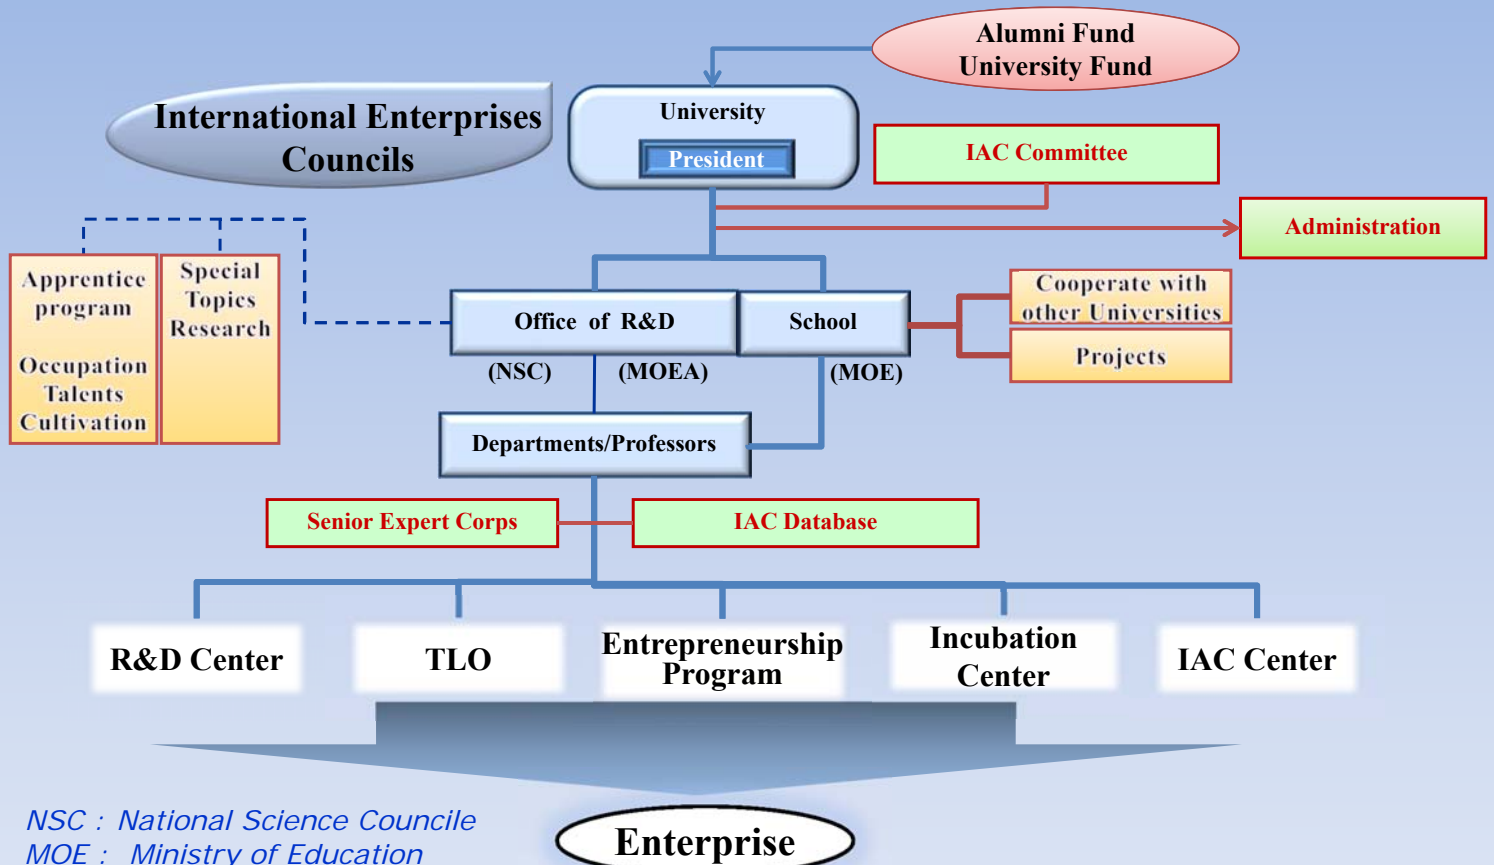 Alumni Fund
University Fund
International Enterprises
Councils
University
President
IAC Committee
Administration
Apprentice
program
Occupation
Talents
Cultivation
Special
Topics
Research
Office of R&D
School
Cooperate with
other Universities
Projects
(NSC)
(MOEA)
(MOE)
Departments/Professors
Senior Expert Corps
IAC Database
R&D Center
TLO
Entrepreneurship
Program
Incubation
Center
IAC Center
NSC : National Science Councile
MOE : Ministry of Education
Enterprise